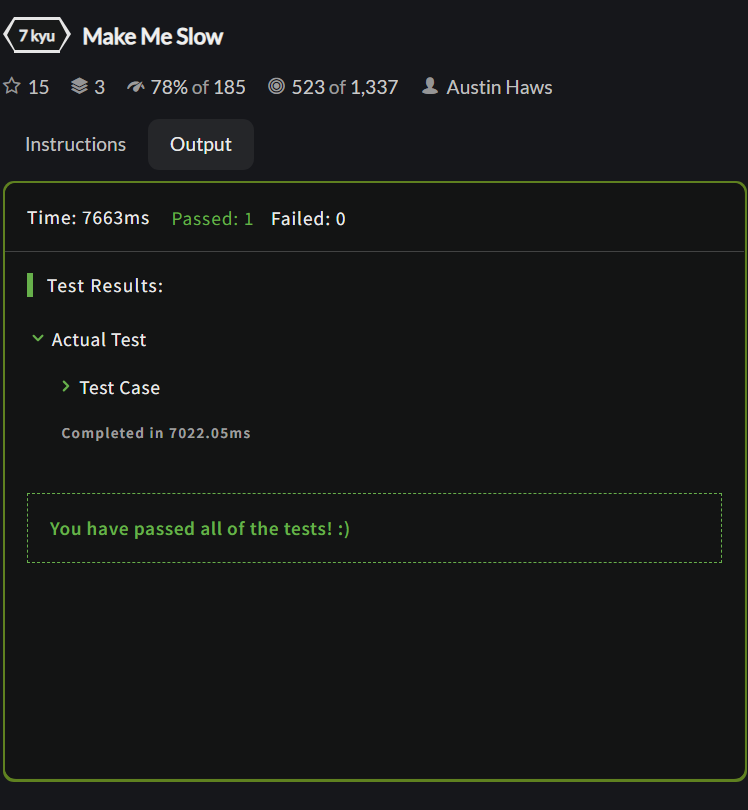 7 kyu Make Me Slow
15 3 78% of 185 523 of 1,337 Austin Haws
Instructions Output
Time: 7663ms Passed: 1 Failed: 0
Test Results:
Actual Test
Test Case
Completed in 7022.05ms
You have passed all of the tests! :)